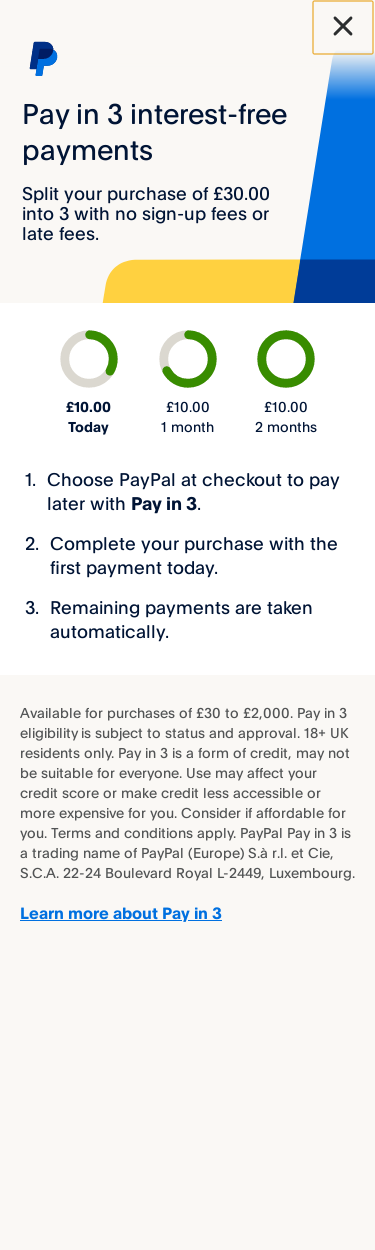 Pay in 3 interest-free
payments
Split your purchase of £30.00
into 3 with no sign-up fees or
late fees.
£10.00 £10.00 £10.00
Today 1 month 2 months
1. Choose PayPal at checkout to pay
later with Pay in 3.
2. Complete your purchase with the
first payment today.
3. Remaining payments are taken
automatically.
Available for purchases of £30 to £2,000. Pay in 3
eligibility is subject to status and approval. 18+ UK
residents only. Pay in 3 is a form of credit, may not
be suitable for everyone. Use may affect your
credit score or make credit less accessible or
more expensive for you. Consider if affordable for
you. Terms and conditions apply. PayPal Pay in 3 is
a trading name of PayPal (Europe) S.à r.l. et Cie,
S.C.A. 22-24 Boulevard Royal L-2449, Luxembourg.
Learn more about Pay in 3